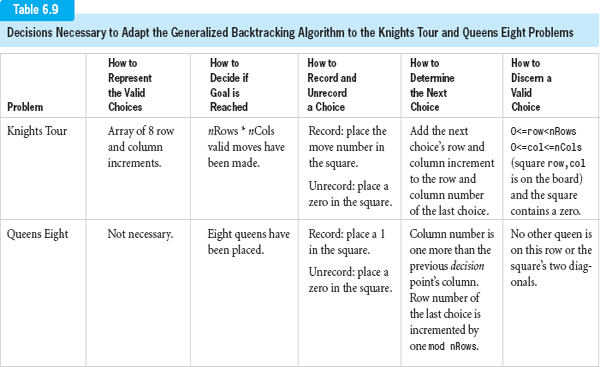 Table 6.9
Decisions Necessary to Adapt the Generalized Backtracking Algorithm to the Knights Tour and Queens Eight Problems
Problem
How to
Represent
the Valid
Choices
How to
Decide if
Goal is
Reached
How to
Record and
Unrecord
a Choice
How to
Determine
the Next
Choice
How to
Discern a
Valid
Choice
Knights Tour
Array of 8 row
and column
increments.
nRows * nCols
valid moves have
been made.
Record: place the
move number in
the square.
Unrecord: place a
zero in the square.
Add the next
choice's row and
column increment
to the row and
column number
of the last choice.
0<=row<nRows
0<=col<=nCols
(square row,col
is on the board)
and the square
contains a zero.
Queens Eight
Not necessary.
Eight queens have
been placed.
Record: place a 1
in the square.
Unrecord: place a
zero in the square.
Column number is
one more than the
previous decision
point's column.
Row number of
the last choice is
incremented by
one mod nRows.
No other queen is
on this row or the
square's two diag-
onals.